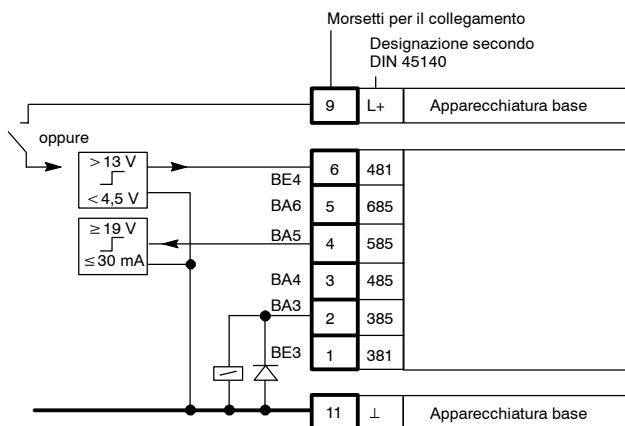 Morsetti per il collegamento
Designazione secondo
DIN 45140
9 L+ Apparecchiatura base
oppure
> 13 V
< 4,5 V
≥ 19 V
≤ 30 mA
BE4 6 481
BA6 5 685
BA5 4 585
BA4 3 485
BA3 2 385
BE3 1 381
11 ⊥ Apparecchiatura base